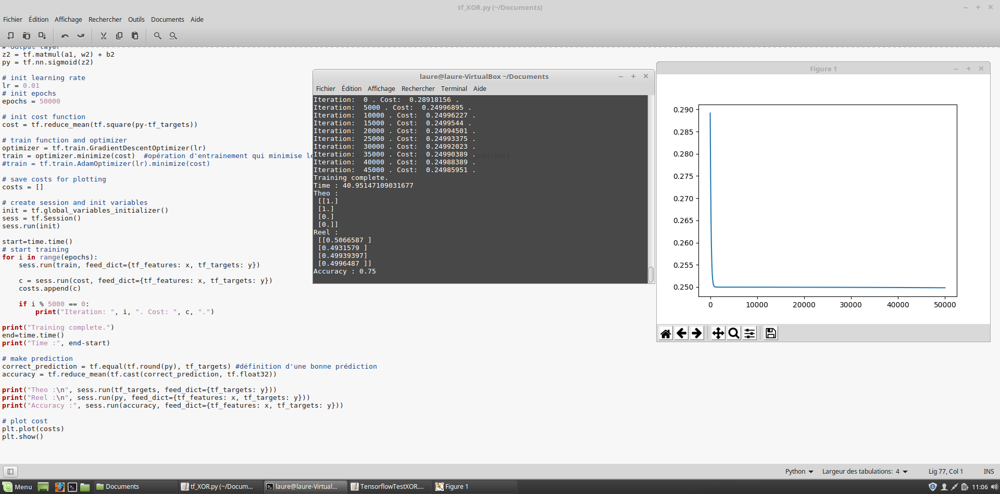 tf_XOR.py (~/Documents)
Fichier Édition Affichage Rechercher Outils Documents Aide
# output layer
z2 = tf.matmul(a1, w2) + b2
py = tf.nn.sigmoid(z2)
# init learning rate
lr = 0.01
# init epochs
epochs = 50000
# init cost function
cost = tf.reduce_mean(tf.square(py-tf_targets))
# train function and optimizer
optimizer = tf.train.GradientDescentOptimizer(lr)
train = optimizer.minimize(cost)  #opération d'entrainement qui minimise le
#train = tf.train.AdamOptimizer(lr).minimize(cost)
# save costs for plotting
costs = []
# create session and init variables
init = tf.global_variables_initializer()
sess = tf.Session()
sess.run(init)
start=time.time()
# start training
for i in range(epochs):
    sess.run(train, feed_dict={tf_features: x, tf_targets: y})
    c = sess.run(cost, feed_dict={tf_features: x, tf_targets: y})
    costs.append(c)
    if i % 5000 == 0:
        print("Iteration: ", i, ". Cost: ", c, ".")
print("Training complete.")
end=time.time()
print("Time :", end-start)
# make prediction
correct_prediction = tf.equal(tf.round(py), tf_targets) #définition d'une bonne prédiction
accuracy = tf.reduce_mean(tf.cast(correct_prediction, tf.float32))
print("Theo :\n", sess.run(tf_targets, feed_dict={tf_targets: y}))
print("Reel :\n", sess.run(py, feed_dict={tf_features: x, tf_targets: y}))
print("Accuracy :", sess.run(accuracy, feed_dict={tf_features: x, tf_targets: y}))
# plot cost
plt.plot(costs)
plt.show()
laure@laure-VirtualBox ~/Documents
Fichier Édition Affichage Rechercher Terminal Aide
Iteration:  0 . Cost:  0.28918156 .
Iteration:  5000 . Cost:  0.24996895 .
Iteration:  10000 . Cost:  0.24996227 .
Iteration:  15000 . Cost:  0.2499544 .
Iteration:  20000 . Cost:  0.24994501 .
Iteration:  25000 . Cost:  0.24993375 .
Iteration:  30000 . Cost:  0.24992023 .
Iteration:  35000 . Cost:  0.24990389 .
Iteration:  40000 . Cost:  0.24988389 .
Iteration:  45000 . Cost:  0.24985951 .
Training complete.
Time : 40.95147109031677
Theo :
 [[1.]
 [1.]
 [0.]
 [0.]]
Reel :
 [[0.5066587 ]
 [0.4931579 ]
 [0.49939397]
 [0.4996487 ]]
Accuracy : 0.75
Figure 1
0.290
0.285
0.280
0.275
0.270
0.265
0.260
0.255
0.250
0 10000 20000 30000 40000 50000
Python Largeur des tabulations: 4 Lig 77, Col 1 INS
Menu Documents tf_XOR.py (~/Docum... laure@laure-Virtual... TensorflowTestXOR.... Figure 1 11:06